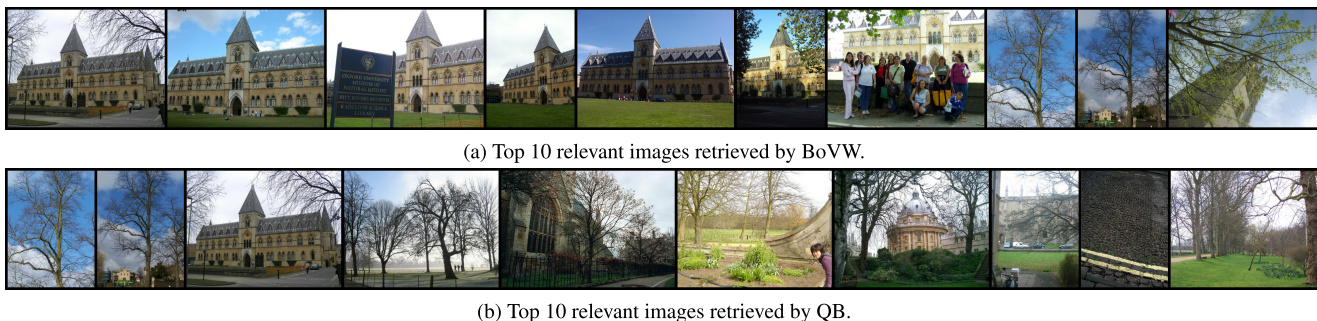 OXFORD UNIVERSITY
MUSEUM OF
NATURAL HISTORY
LIBRARY
(a) Top 10 relevant images retrieved by BoVW.
(b) Top 10 relevant images retrieved by QB.